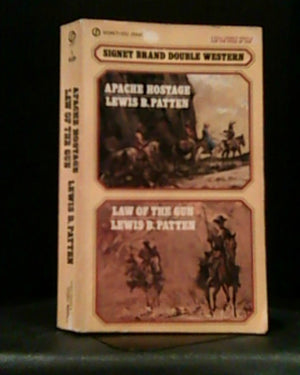 SIGNET BRAND DOUBLE WESTERN
APACHE HOSTAGE
LEWIS B. PATTEN
LAW OF THE GUN
LEWIS B. PATTEN
APACHE HOSTAGE
LAW OF THE GUN
LEWIS B. PATTEN